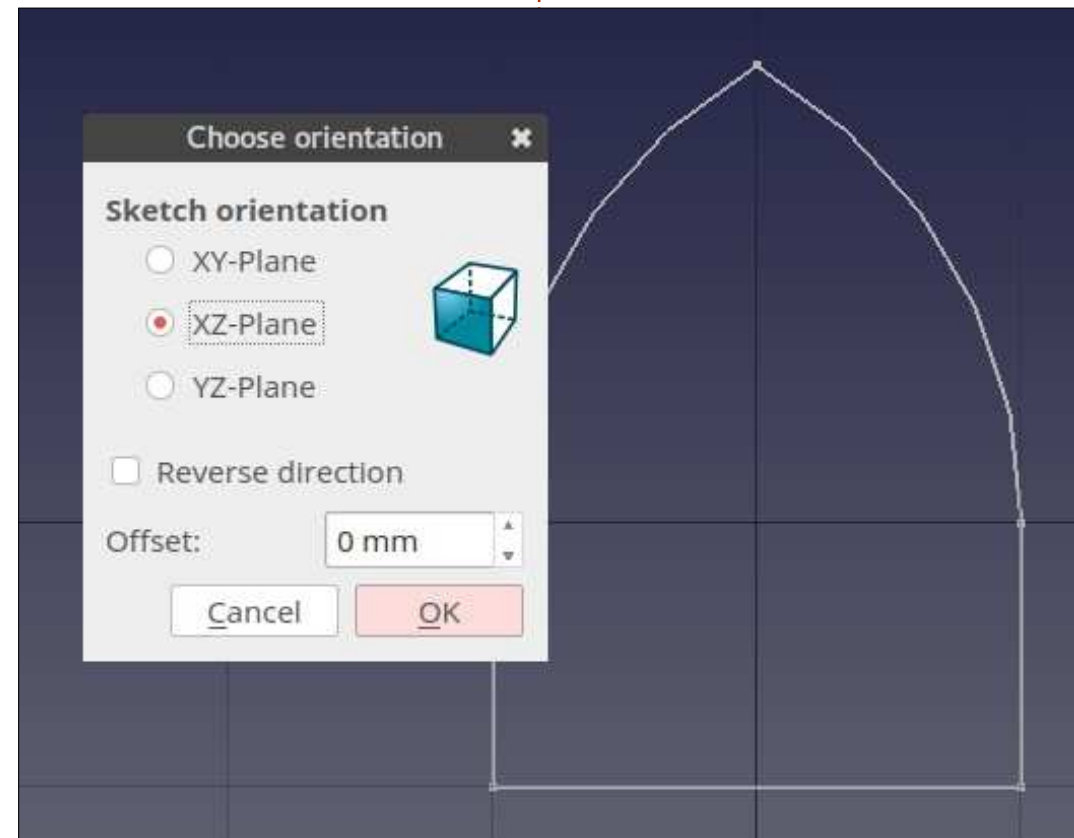 Choose orientation
Sketch orientation
XY-Plane
XZ-Plane
YZ-Plane
Reverse direction
Offset: 0 mm
Cancel OK